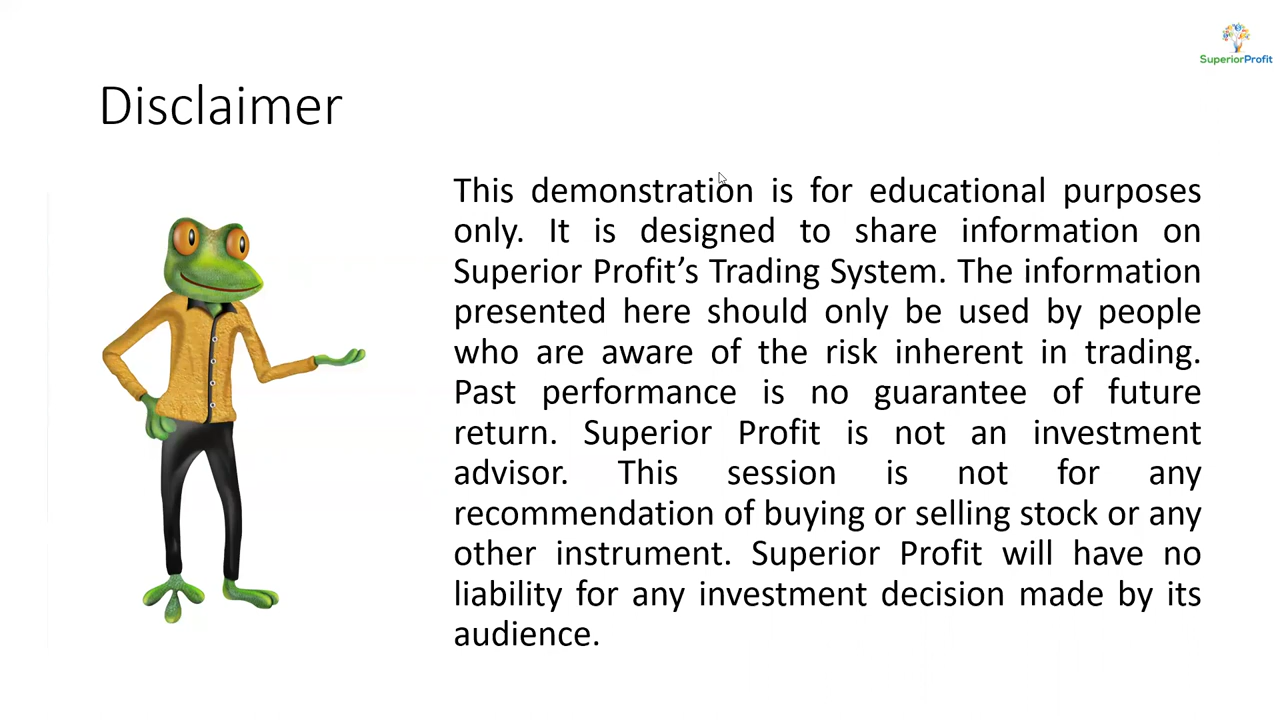 SuperiorProfit
Disclaimer
This demonstration is for educational purposes
only. It is designed to share information on
Superior Profit’s Trading System. The information
presented here should only be used by people
who are aware of the risk inherent in trading.
Past performance is no guarantee of future
return. Superior Profit is not an investment
advisor. This session is not for any
recommendation of buying or selling stock or any
other instrument. Superior Profit will have no
liability for any investment decision made by its
audience.